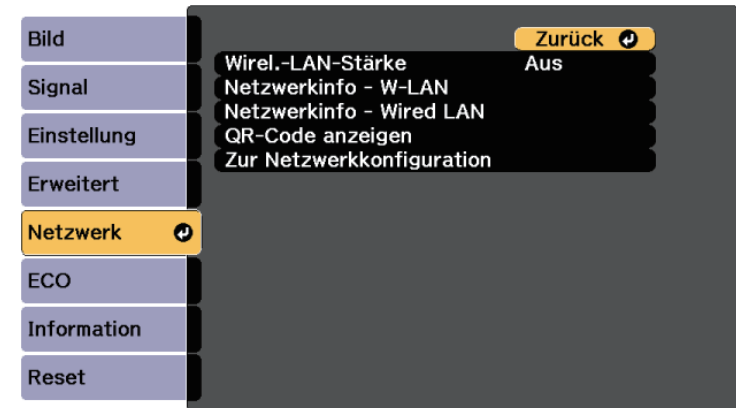 Bild
Signal
Einstellung
Erweitert
Netzwerk
ECO
Information
Reset
Zurück
Wirel.-LAN-Stärke Aus
Netzwerkinfo - W-LAN
Netzwerkinfo - Wired LAN
QR-Code anzeigen
Zur Netzwerkkonfiguration